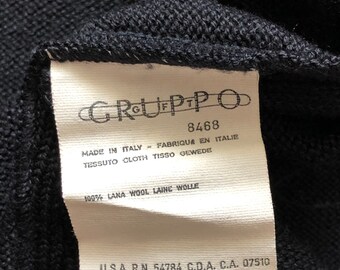 GRUPPO
GFT
8468
MADE IN ITALY - FABRIQUE EN ITALIE
TESSUTO CLOTH TISSO GEWEDE
100% LANA WOOL LAINE WOLLE
U.S.A. R.N. 54784 C.D.A. C.A. 07510